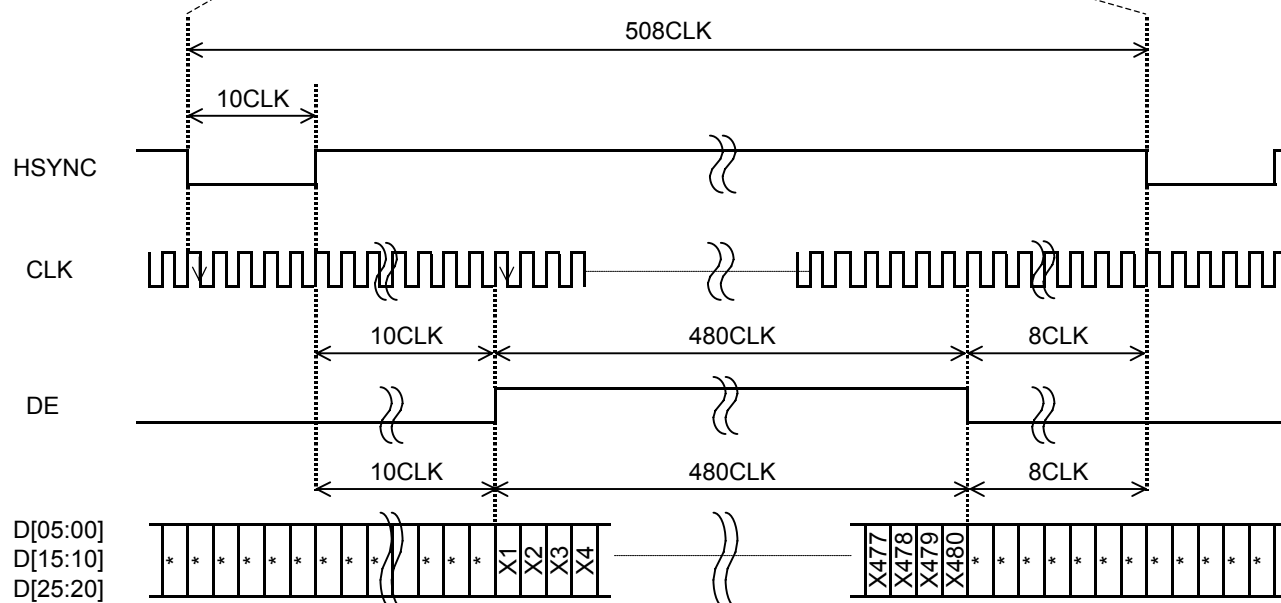 508CLK
10CLK
HSYNC
CLK
10CLK 480CLK 8CLK
DE
10CLK 480CLK 8CLK
D[05:00]
D[15:10]
D[25:20]
* * * * * * * * * * * * X1 X2 X3 X4 X477 X478 X479 X480 * * * * * * * * * * * *